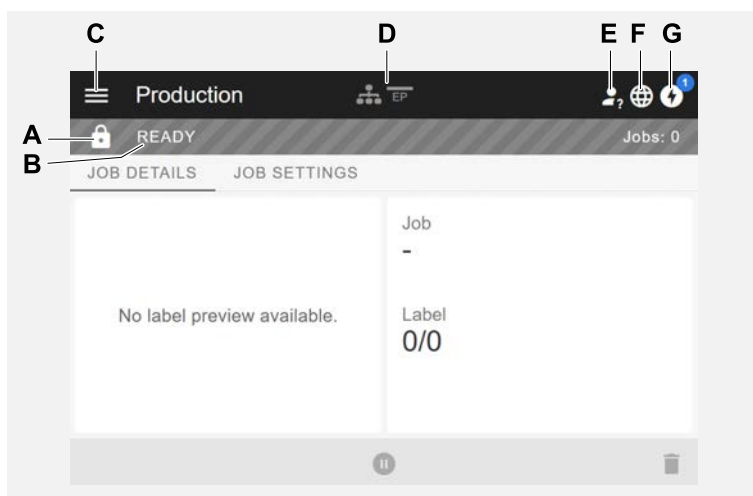 C D E F G
Production EP ? 1
A READY Jobs: 0
B
JOB DETAILS JOB SETTINGS
Job
-
No label preview available.
Label
0/0